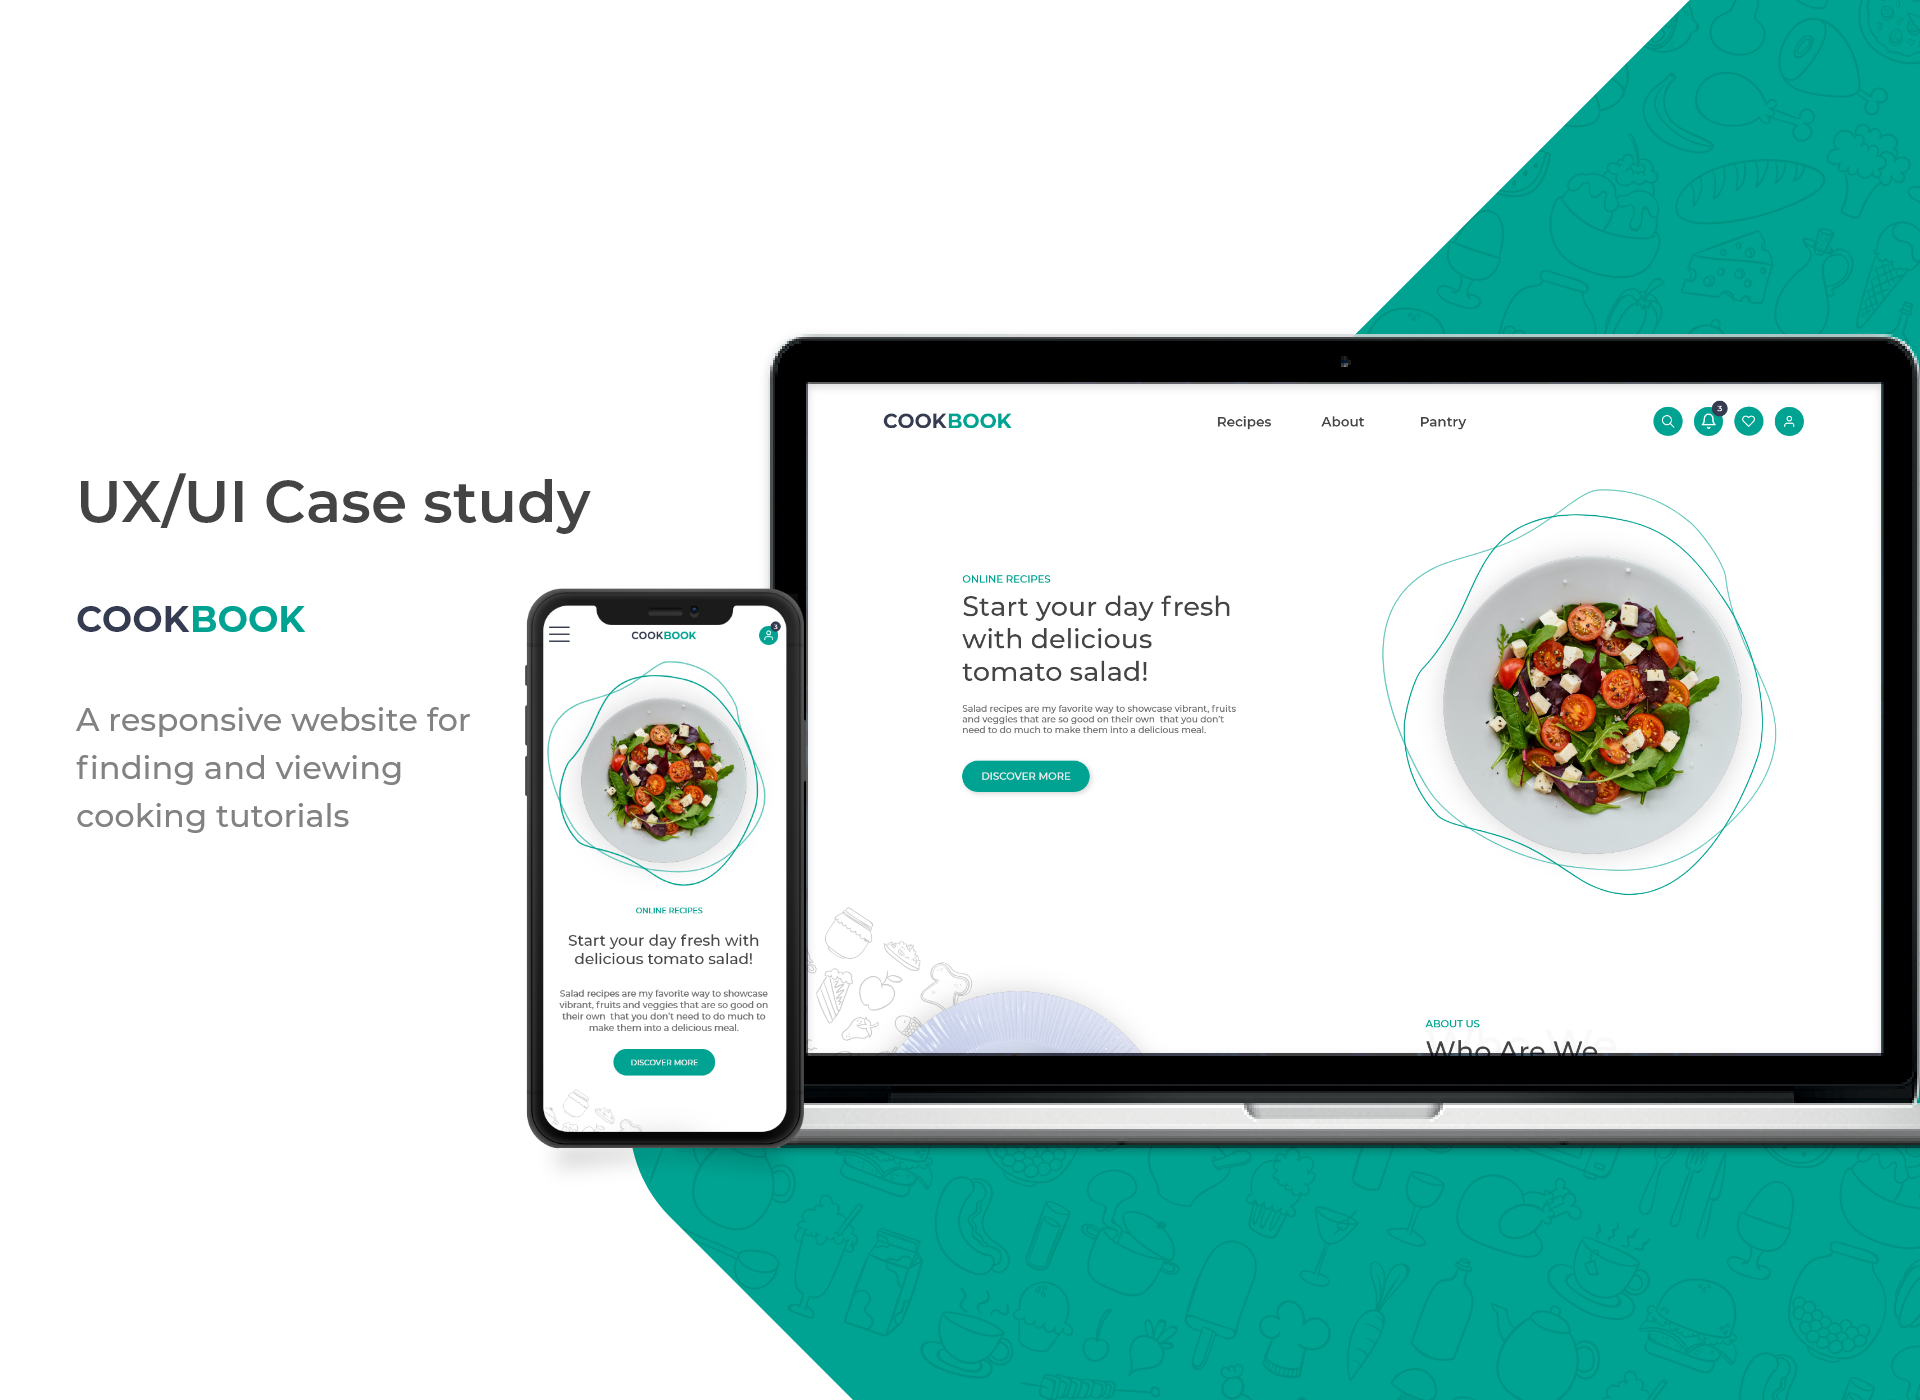 UX/UI Case study
COOKBOOK
A responsive website for
finding and viewing
cooking tutorials
COOKBOOK
3
ONLINE RECIPES
Start your day fresh with
delicious tomato salad!
Salad recipes are my favorite way to showcase
vibrant, fruits and veggies that are so good on
their own that you don't need to do much to
make them into a delicious meal.
DISCOVER MORE
COOKBOOK
Recipes
About
Pantry
3
ONLINE RECIPES
Start your day fresh
with delicious
tomato salad!
Salad recipes are my favorite way to showcase vibrant, fruits
and veggies that are so good on their own that you don't
need to do much to make them into a delicious meal.
DISCOVER MORE
ABOUT US
Who Are We